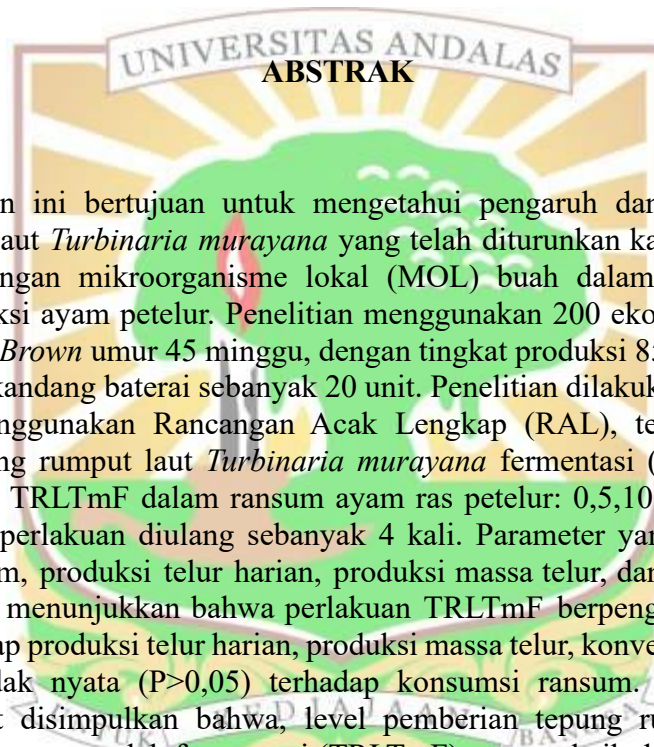 UNIVERSITAS ANDALAS
ABSTRAK
n ini bertujuan untuk mengetahui pengaruh dan
aut Turbinaria murayana yang telah diturunkan ka
ngan mikroorganisme lokal (MOL) buah dalam
ksi ayam petelur. Penelitian menggunakan 200 eko
Brown umur 45 minggu, dengan tingkat produksi 8
kandang baterai sebanyak 20 unit. Penelitian dilakuk
nggunakan Rancangan Acak Lengkap (RAL), te
ng rumput laut Turbinaria murayana fermentasi (
TRLTmF dalam ransum ayam ras petelur: 0,5,10
perlakuan diulang sebanyak 4 kali. Parameter yan
m, produksi telur harian, produksi massa telur, dan
menunjukkan bahwa perlakuan TRLTmF berpeng
ap produksi telur harian, produksi massa telur, konve
dak nyata (P>0,05) terhadap konsumsi ransum.
t disimpulkan bahwa, level pemberian tepung ru
UNTUK KEDJAJAAN BANGSA